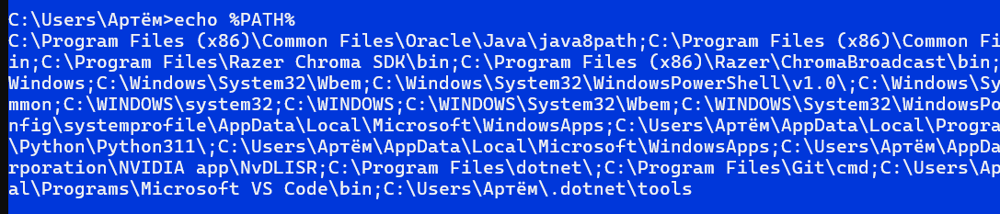 C:\Users\Артём>echo %PATH%
C:\Program Files (x86)\Common Files\Oracle\Java\java8path;C:\Program Files (x86)\Common Fi
in;C:\Program Files\Razer Chroma SDK\bin;C:\Program Files (x86)\Razer\ChromaBroadcast\bin;
Windows;C:\Windows\System32\Wbem;C:\Windows\System32\WindowsPowerShell\v1.0\;C:\Windows\Sy
mmon;C:\WINDOWS\system32;C:\WINDOWS;C:\WINDOWS\System32\Wbem;C:\WINDOWS\System32\WindowsPo
nfig\systemprofile\AppData\Local\Microsoft\WindowsApps;C:\Users\Артём\AppData\Local\Progra
\Python\Python311\;C:\Users\Артём\AppData\Local\Microsoft\WindowsApps;C:\Users\Артём\AppDa
rporation\NVIDIA app\NvDLISR;C:\Program Files\dotnet\;C:\Program Files\Git\cmd;C:\Users\Ар
al\Programs\Microsoft VS Code\bin;C:\Users\Артём\.dotnet\tools